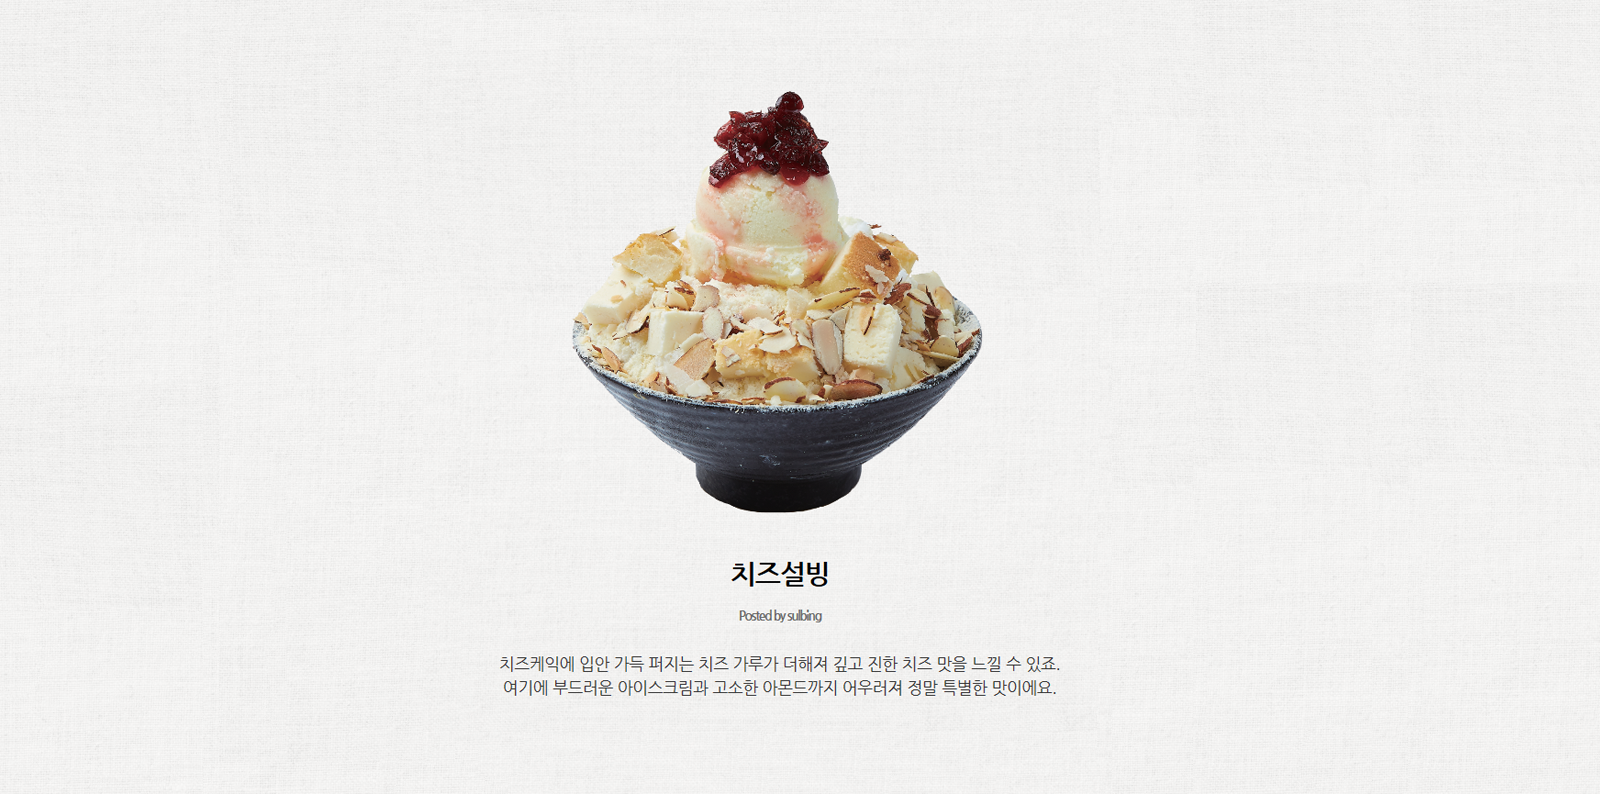 치즈설빙
Posted by sulbing
치즈케익에 입안 가득 퍼지는 치즈 가루가 더해져 깊고 진한 치즈 맛을 느낄 수 있죠.
여기에 부드러운 아이스크림과 고소한 아몬드까지 어우러져 정말 특별한 맛이에요.